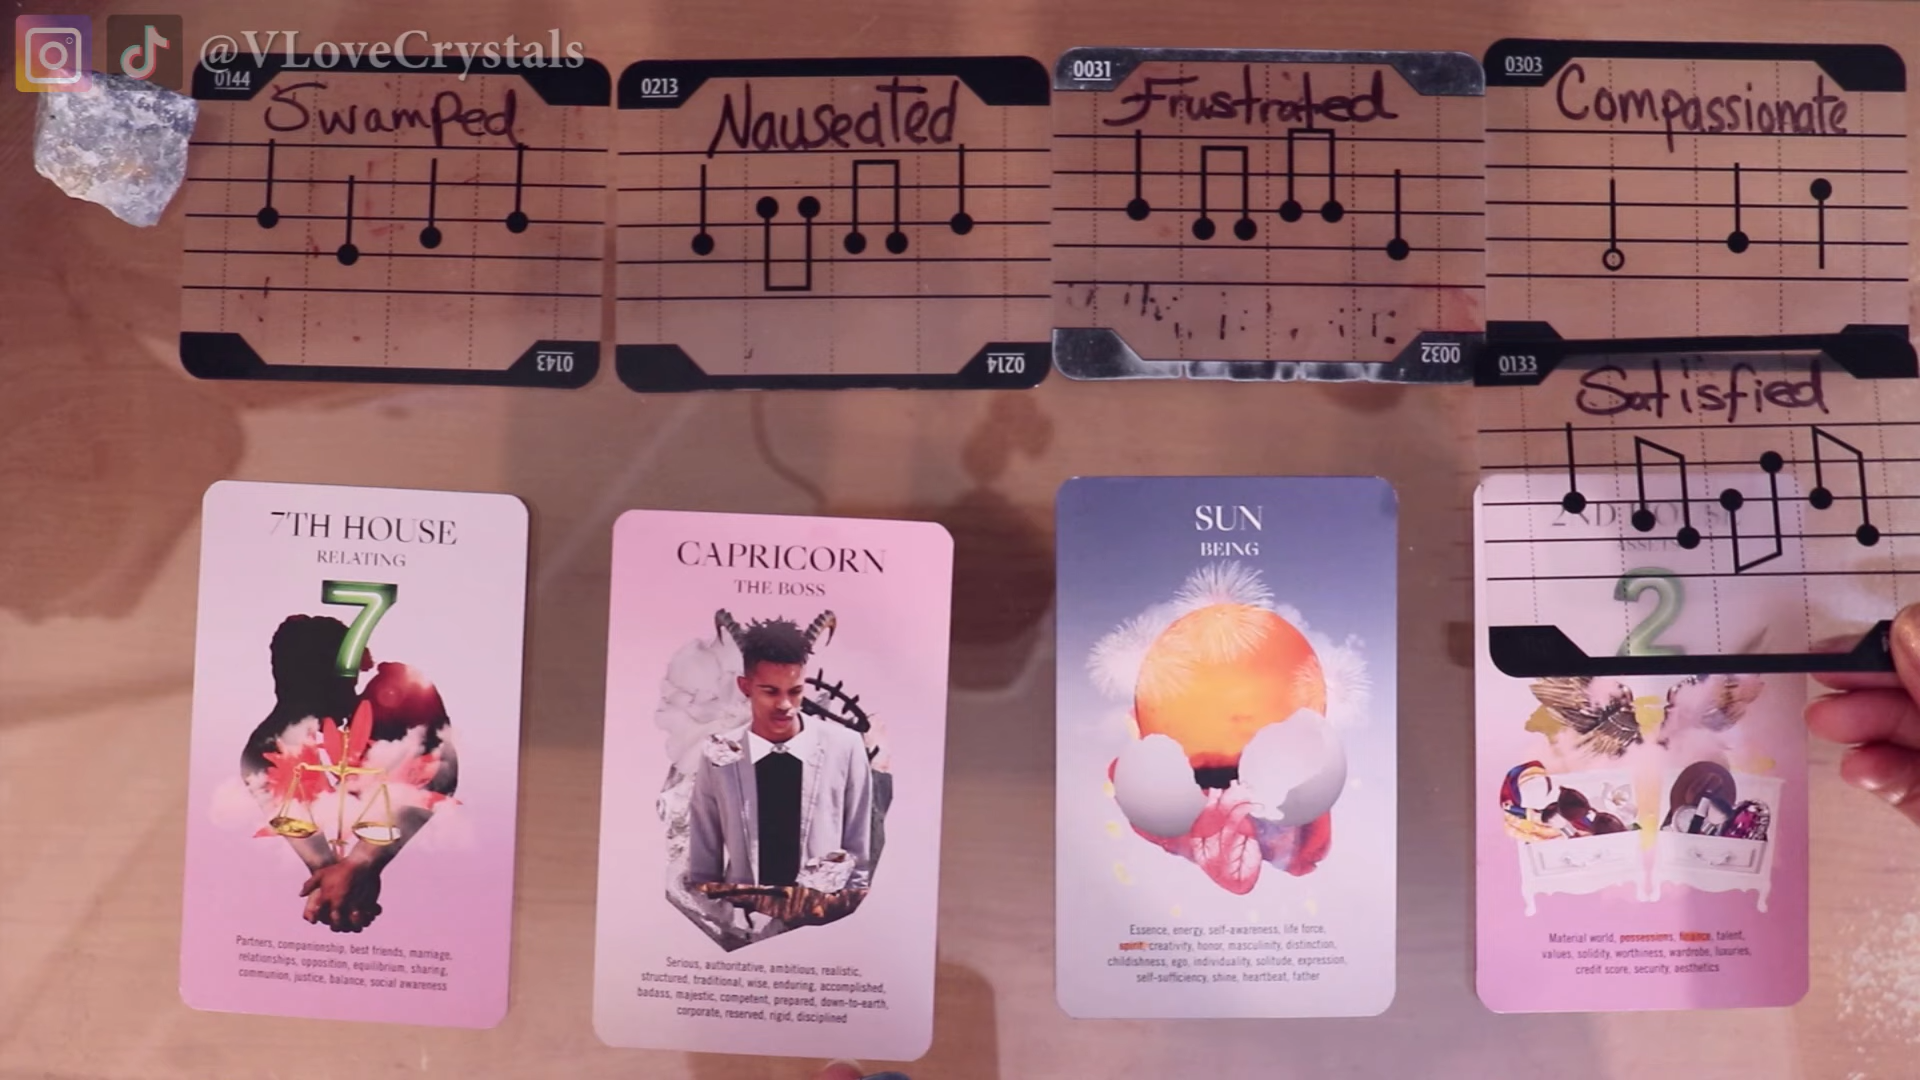 @VLoveCrystals
0144
Swamped
0143
0213
Nauseated
0214
0031
Frustrated
0032
0303
Compassionate
0133
Satisfied
7TH HOUSE
RELATING
7
Partners, companionship, best friends, marriage,
relationships, opposition, equilibrium, sharing,
communion, justice, balance, social awareness
CAPRICORN
THE BOSS
Serious, authoritative, ambitious, realistic,
structured, traditional, wise, enduring, accomplished,
badass, majestic, competent, prepared, down-to-earth,
corporate, reserved, rigid, disciplined
SUN
BEING
Essence, energy, self-awareness, life force,
spirit, creativity, honor, masculinity, distinction,
childishness, ego, individuality, solitude, expression,
self-sufficiency, shine, heartbeat, father
2ND HOUSE
ASSETS
2
Material world, possessions, finance, talent,
values, solidity, worthiness, wardrobe, luxuries,
credit score, security, aesthetics